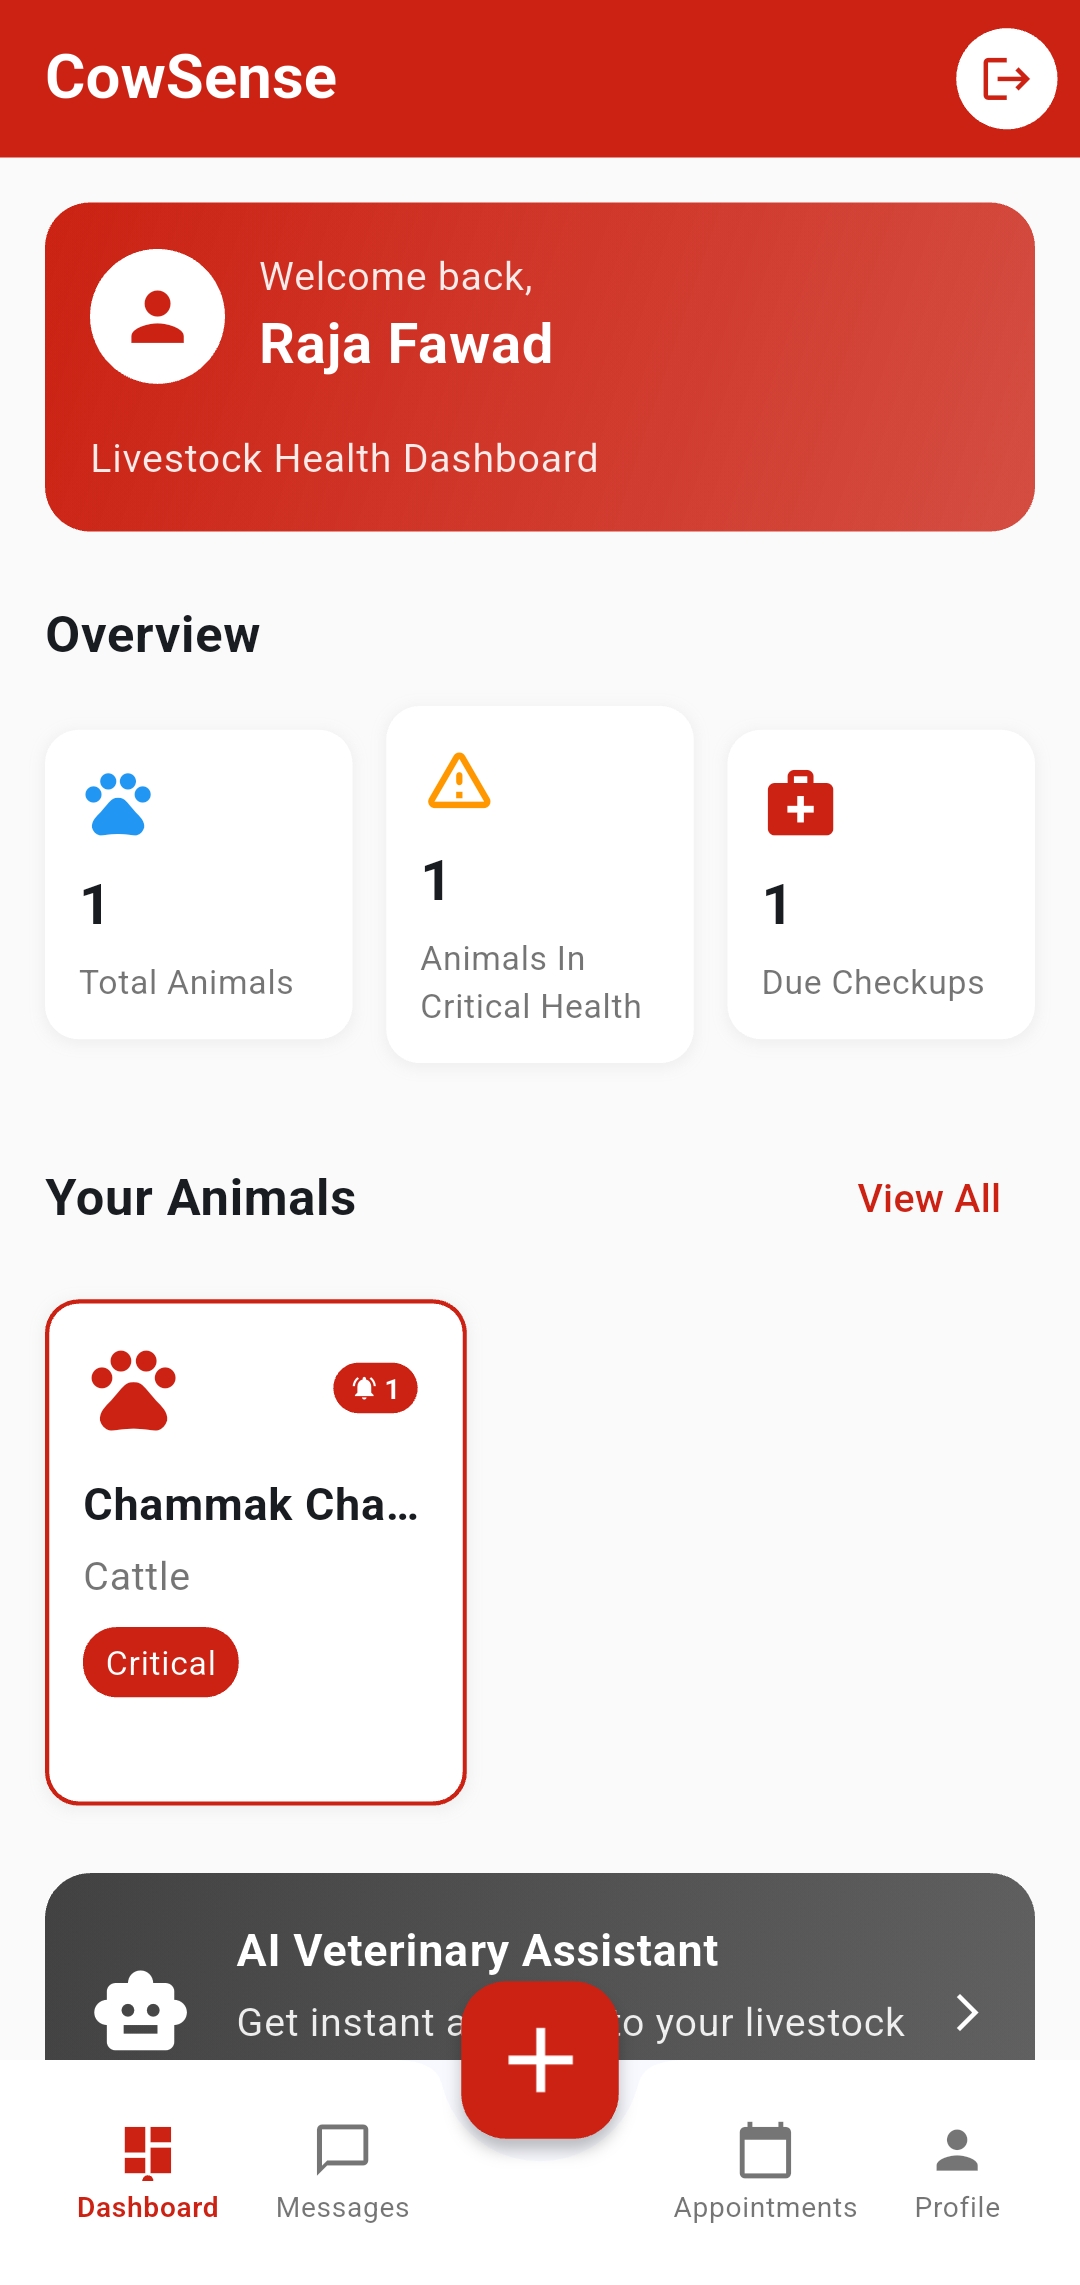 CowSense
Welcome back,
Raja Fawad
Livestock Health Dashboard
Overview
1
Total Animals
1
Animals In
Critical Health
1
Due Checkups
Your Animals
View All
1
Chammak Cha...
Cattle
Critical
AI Veterinary Assistant
Get instant a to your livestock
Dashboard
Messages
Appointments
Profile